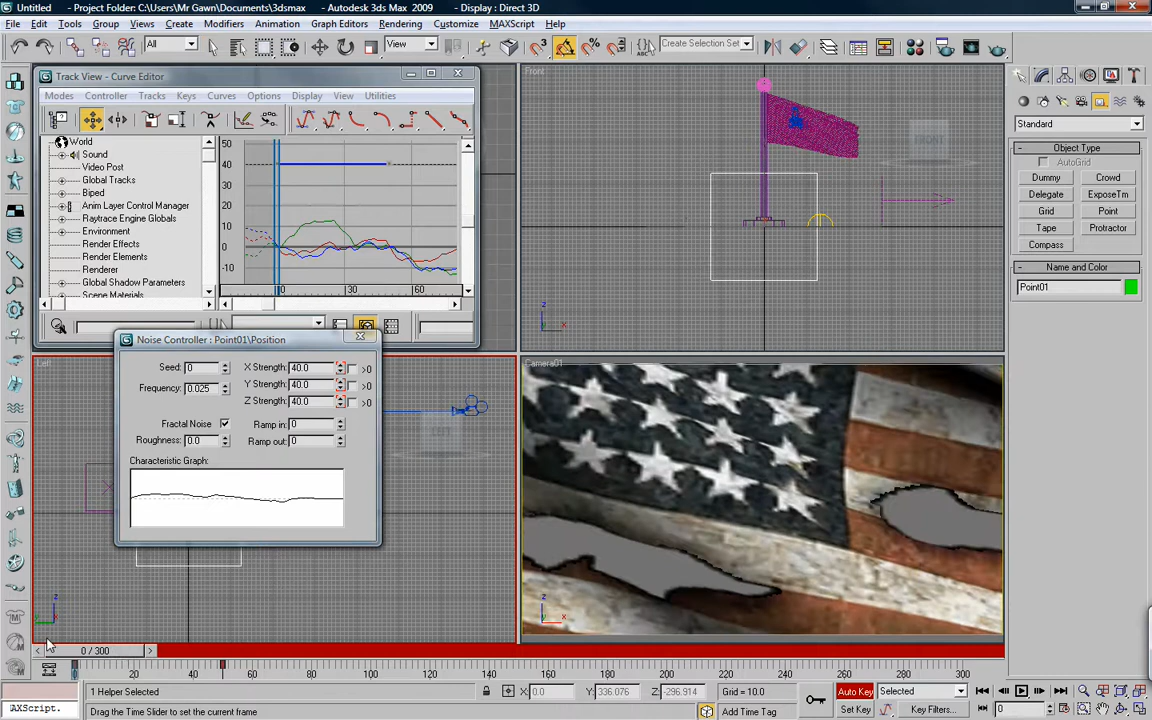 Untitled - Project Folder: C:\Users\Mr Gawn\Documents\3dsmax - Autodesk 3ds Max 2009 - Display : Direct 3D
File Edit Tools Group Views Create Modifiers Animation Graph Editors Rendering Customize MAXScript Help
All View Create Selection Set
Track View - Curve Editor
Modes Controller Tracks Keys Curves Options Display View Utilities
World
Sound
Video Post
Global Tracks
Biped
Anim Layer Control Manager
Raytrace Engine Globals
Environment
Render Effects
Render Elements
Renderer
Global Shadow Parameters
Scene Materials
50
40
30
20
10
0
-10
0 30 60
Front
FRONT
z
x
Standard
Object Type
AutoGrid
Dummy Crowd
Delegate ExposeTm
Grid Point
Tape Protractor
Compass
Name and Color
Point01
Noise Controller : Point01\Position
Seed: 0 X Strength: 40.0 >0
Frequency: 0.025 Y Strength: 40.0 >0
Z Strength: 40.0 >0
Fractal Noise Ramp in: 0
Roughness: 0.0 Ramp out: 0
Characteristic Graph:
Left
LEFT
z
Camera01
z
x
0 / 300
20 40 60 80 100 120 140 160 180 200 220 240 260 280 300
1 Helper Selected X: 0.0 Y: 336.076 Z: -296.914 Grid = 10.0 Auto Key Selected
AXScript. Drag the Time Slider to set the current frame Add Time Tag Set Key Key Filters... 0